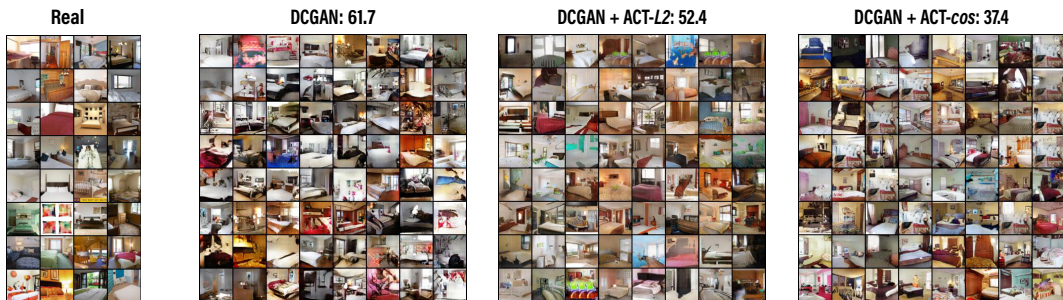 Real
DCGAN: 61.7
DCGAN + ACT-L2: 52.4
DCGAN + ACT-cos: 37.4